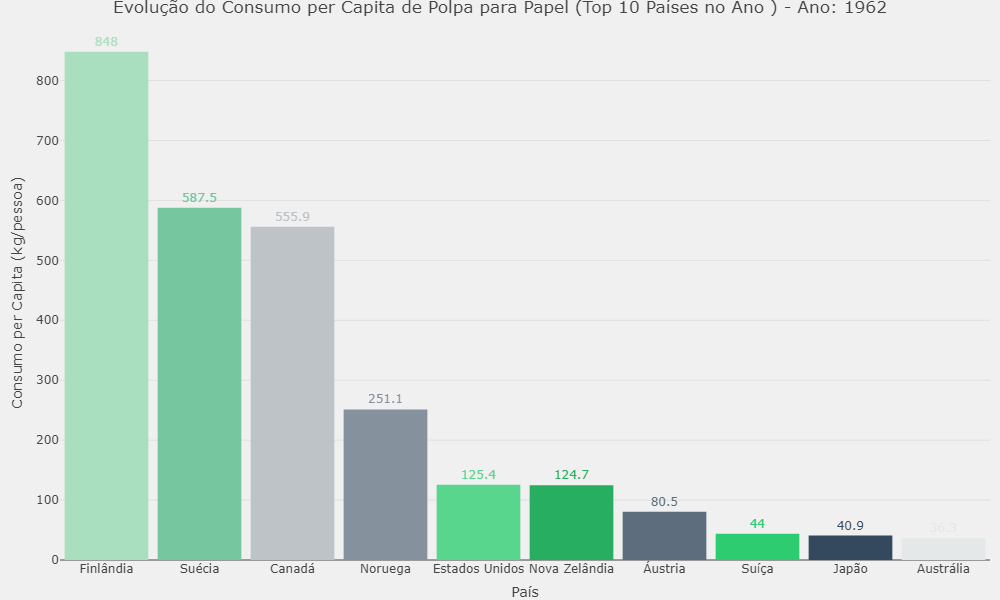 Evolução do Consumo per Capita de Polpa para Papel (Top 10 Países no Ano ) - Ano: 1962
848
587.5
555.9
251.1
125.4
124.7
80.5
44
40.9
36.3
800
700
600
500
400
300
200
100
0
Consumo per Capita (kg/pessoa)
Finlândia
Suécia
Canadá
Noruega
Estados Unidos
Nova Zelândia
Áustria
Suíça
Japão
Austrália
País